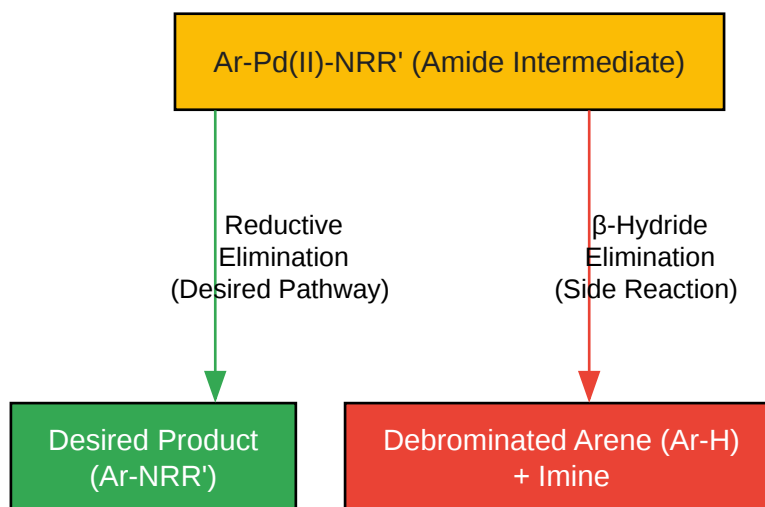 Ar-Pd(II)-NRR' (Amide Intermediate)
Reductive
Elimination
(Desired Pathway)
β-Hydride
Elimination
(Side Reaction)
Desired Product
(Ar-NRR')
Debrominated Arene (Ar-H)
+ Imine